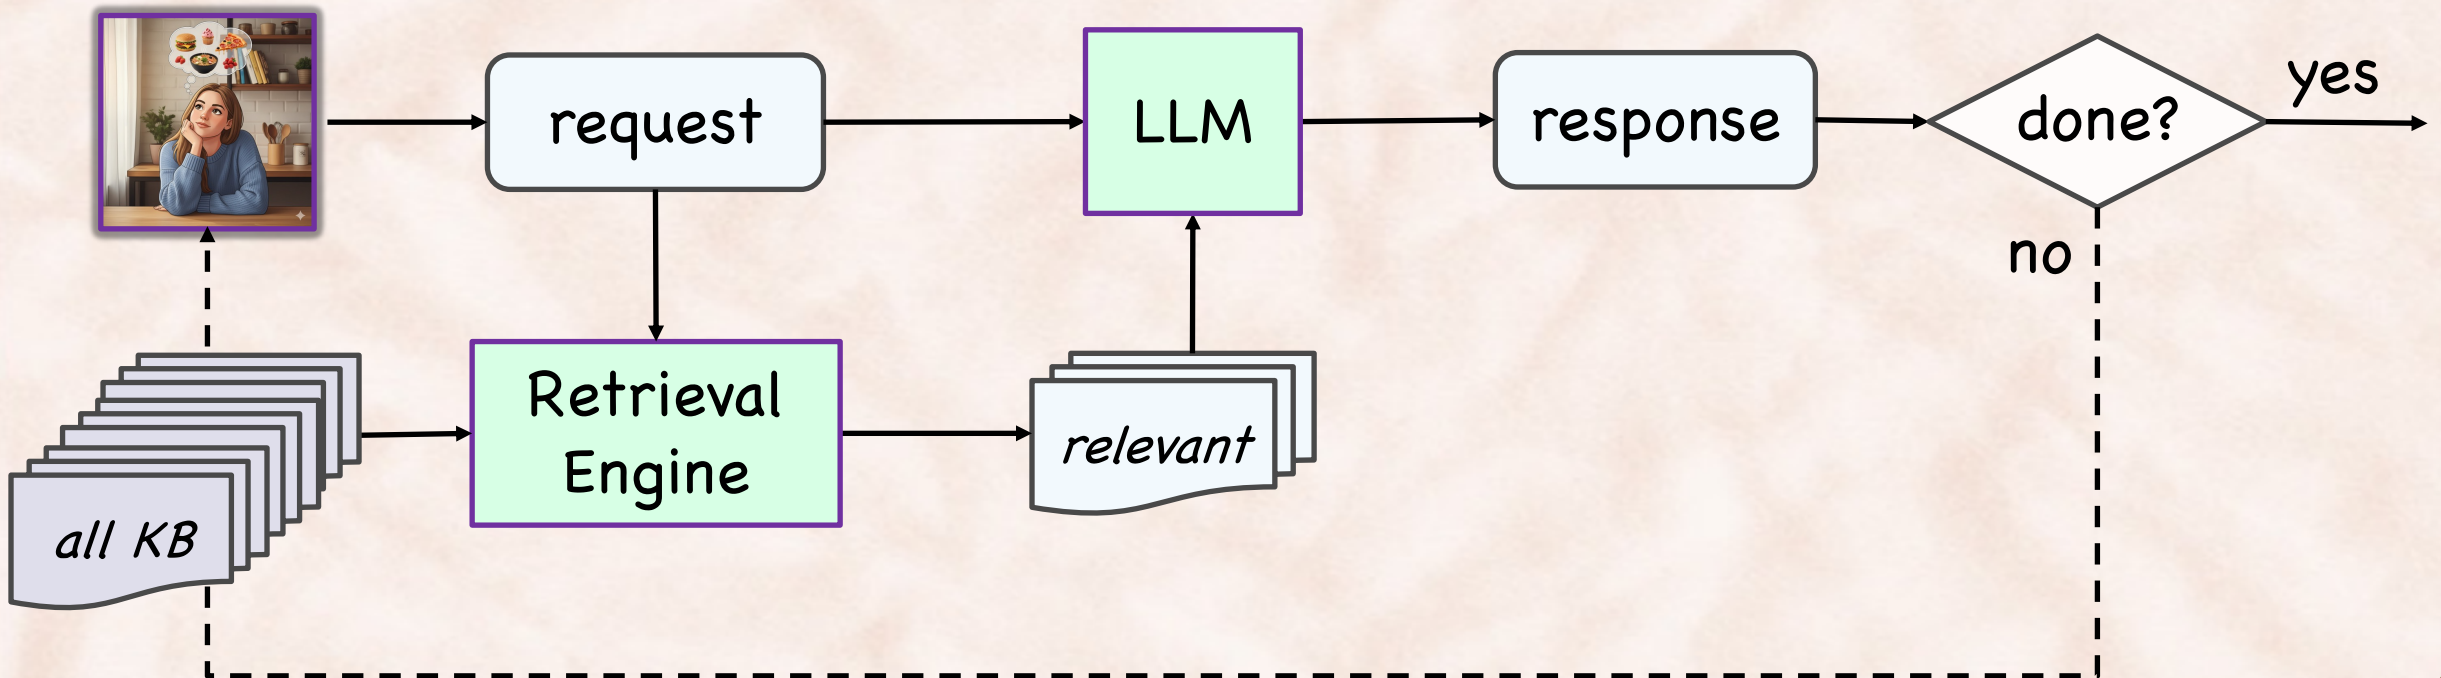 request
LLM
response
done?
yes
no
Retrieval
Engine
relevant
all KB